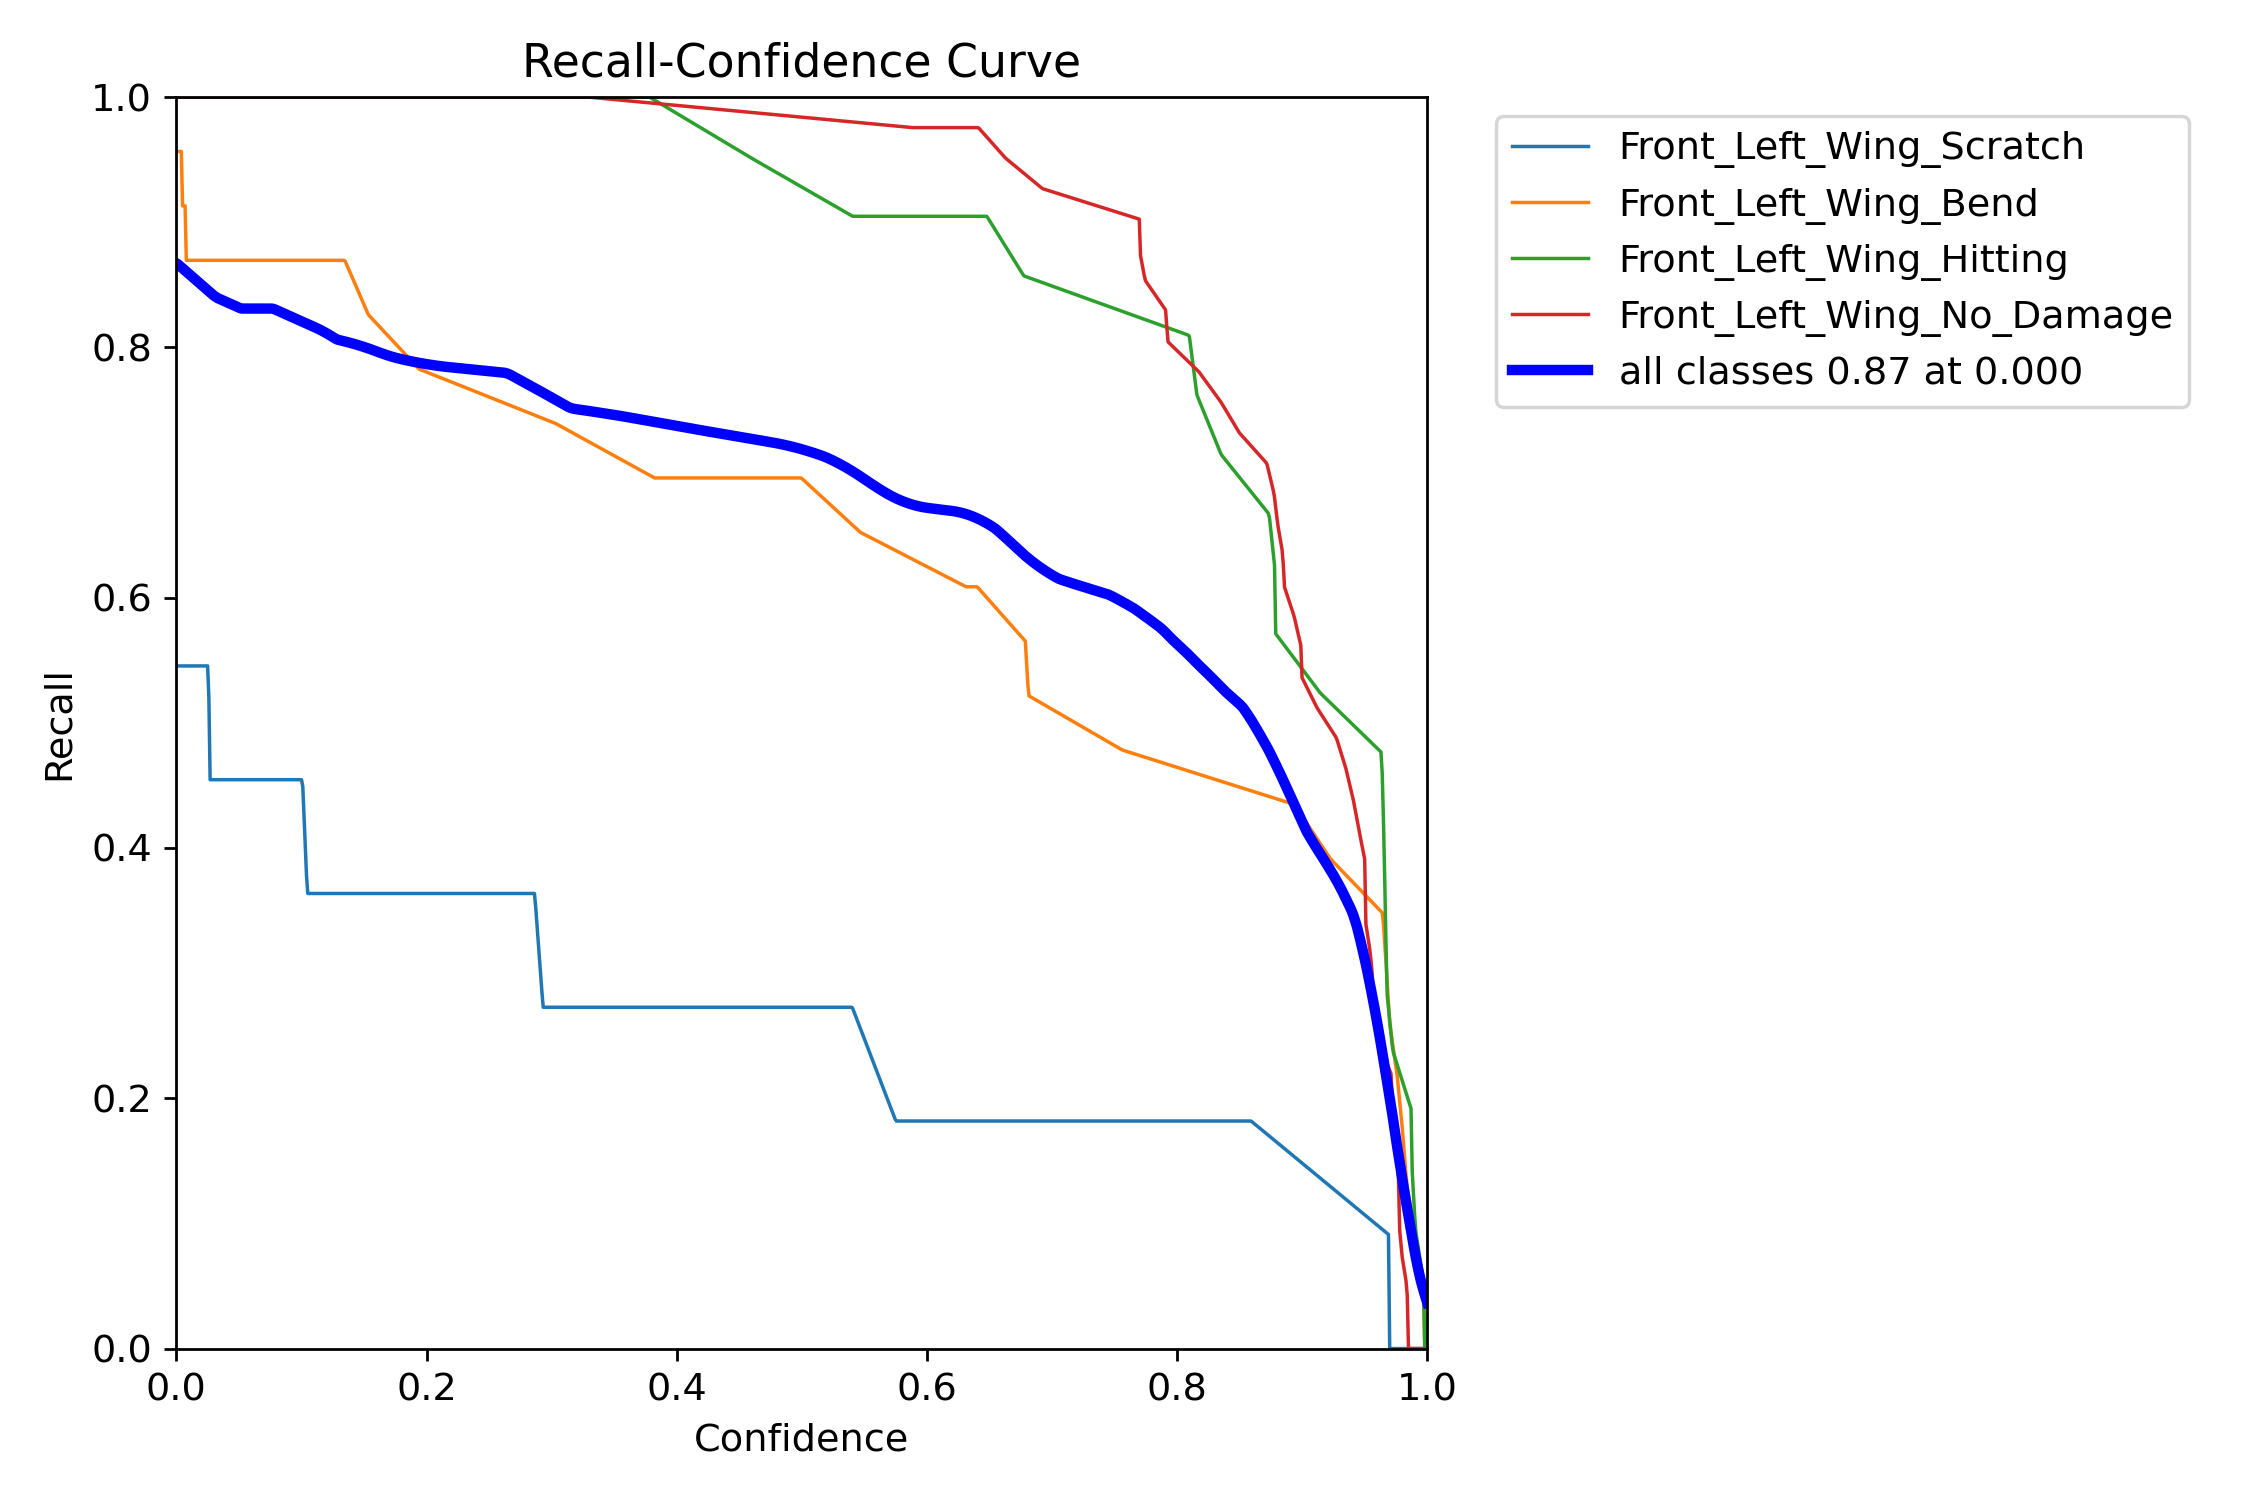 Recall-Confidence Curve
1.0
0.8
0.6
0.4
0.2
0.0
Recall
0.0 0.2 0.4 0.6 0.8 1.0
Confidence
Front_Left_Wing_Scratch
Front_Left_Wing_Bend
Front_Left_Wing_Hitting
Front_Left_Wing_No_Damage
all classes 0.87 at 0.000